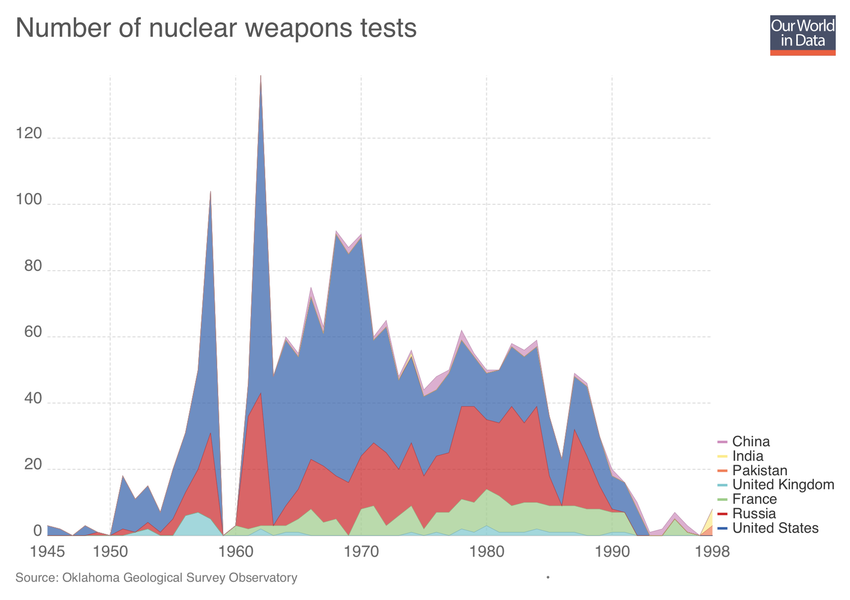 Number of nuclear weapons tests
Our World
in Data
120
100
80
60
40
20
0
1945 1950 1960 1970 1980 1990 1998
China
India
Pakistan
United Kingdom
France
Russia
United States
Source: Oklahoma Geological Survey Observatory